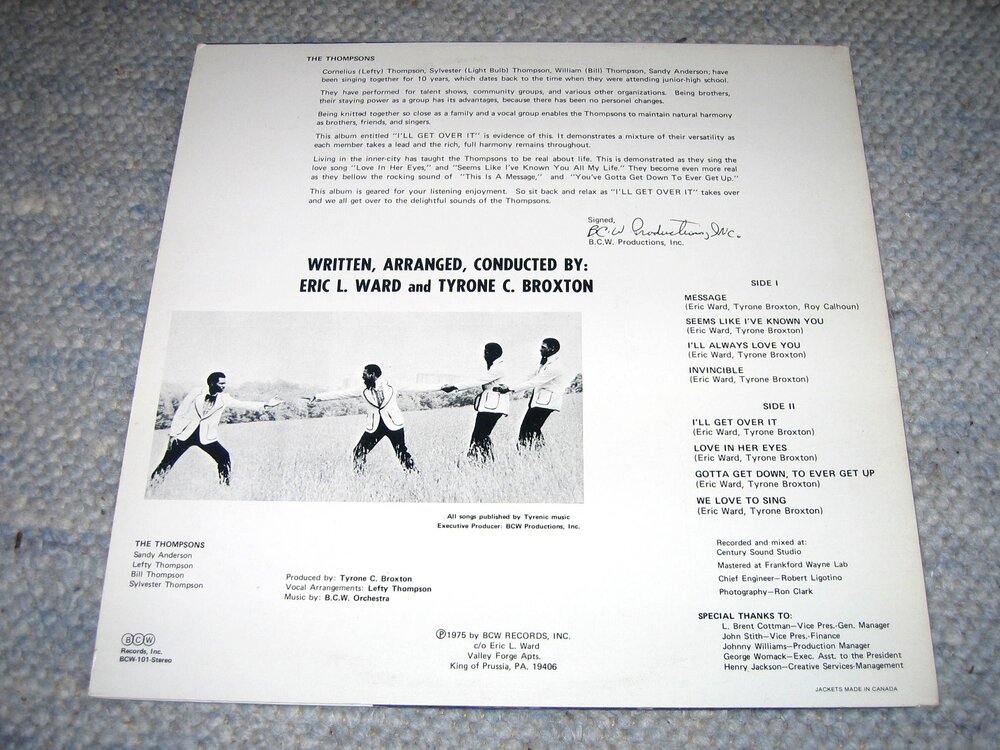 THE THOMPSONS
Cornelius (Lefty) Thompson, Sylvester (Light Bulb) Thompson, William (Bill) Thompson, Sandy Anderson; have
been singing together for 10 years, which dates back to the time when they were attending junior-high school.
They have performed for talent shows, community groups, and various other organizations. Being brothers,
their staying power as a group has its advantages, because there has been no personel changes.
Being knitted together so close as a family and a vocal group enables the Thompsons to maintain natural harmony
as brothers, friends, and singers.
This album entitled "I'LL GET OVER IT" is evidence of this. It demonstrates a mixture of their versatility as
each member takes a lead and the rich, full harmony remains throughout.
Living in the inner-city has taught the Thompsons to be real about life. This is demonstrated as they sing the
love song "Love In Her Eyes," and "Seems Like I've Known You All My Life." They become even more real
as they bellow the rocking sound of "This Is A Message," and "You've Gotta Get Down To Ever Get Up."
This album is geared for your listening enjoyment. So sit back and relax as "I'LL GET OVER IT" takes over
and we all get over to the delightful sounds of the Thompsons.
Signed,
B.C.W Productions, Inc.
B.C.W. Productions, Inc.
WRITTEN, ARRANGED, CONDUCTED BY:
ERIC L. WARD and TYRONE C. BROXTON
SIDE I
MESSAGE
(Eric Ward, Tyrone Broxton, Roy Calhoun)
SEEMS LIKE I'VE KNOWN YOU
(Eric Ward, Tyrone Broxton)
I'LL ALWAYS LOVE YOU
(Eric Ward, Tyrone Broxton)
INVINCIBLE
(Eric Ward, Tyrone Broxton)
SIDE II
I'LL GET OVER IT
(Eric Ward, Tyrone Broxton)
LOVE IN HER EYES
(Eric Ward, Tyrone Broxton)
GOTTA GET DOWN, TO EVER GET UP
(Eric Ward, Tyrone Broxton)
WE LOVE TO SING
(Eric Ward, Tyrone Broxton)
All songs published by Tyrenic music
Executive Producer: BCW Productions, Inc.
THE THOMPSONS
Sandy Anderson
Lefty Thompson
Bill Thompson
Sylvester Thompson
Produced by: Tyrone C. Broxton
Vocal Arrangements: Lefty Thompson
Music by: B.C.W. Orchestra
Recorded and mixed at:
Century Sound Studio
Mastered at Frankford Wayne Lab
Chief Engineer—Robert Ligotino
Photography—Ron Clark
SPECIAL THANKS TO:
L. Brent Cottman—Vice Pres.-Gen. Manager
John Stith—Vice Pres.-Finance
Johnny Williams—Production Manager
George Womack—Exec. Asst. to the President
Henry Jackson—Creative Services-Management
BCW
Records, Inc.
BCW-101-Stereo
Ⓟ1975 by BCW RECORDS, INC.
c/o Eric L. Ward
Valley Forge Apts.
King of Prussia, PA. 19406
JACKETS MADE IN CANADA